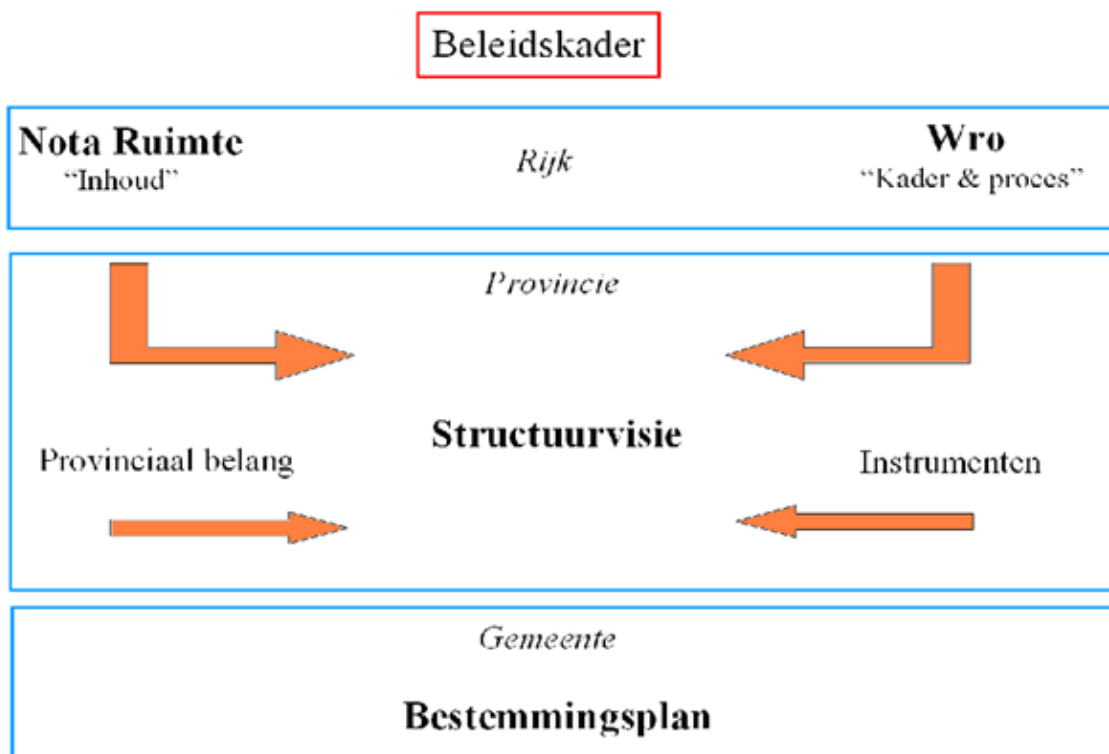 Beleidskader
Nota Ruimte
“Inhoud”
Rijk
Wro
“Kader & proces”
Provincie
Structuurvisie
Provinciaal belang
Instrumenten
Gemeente
Bestemmingsplan